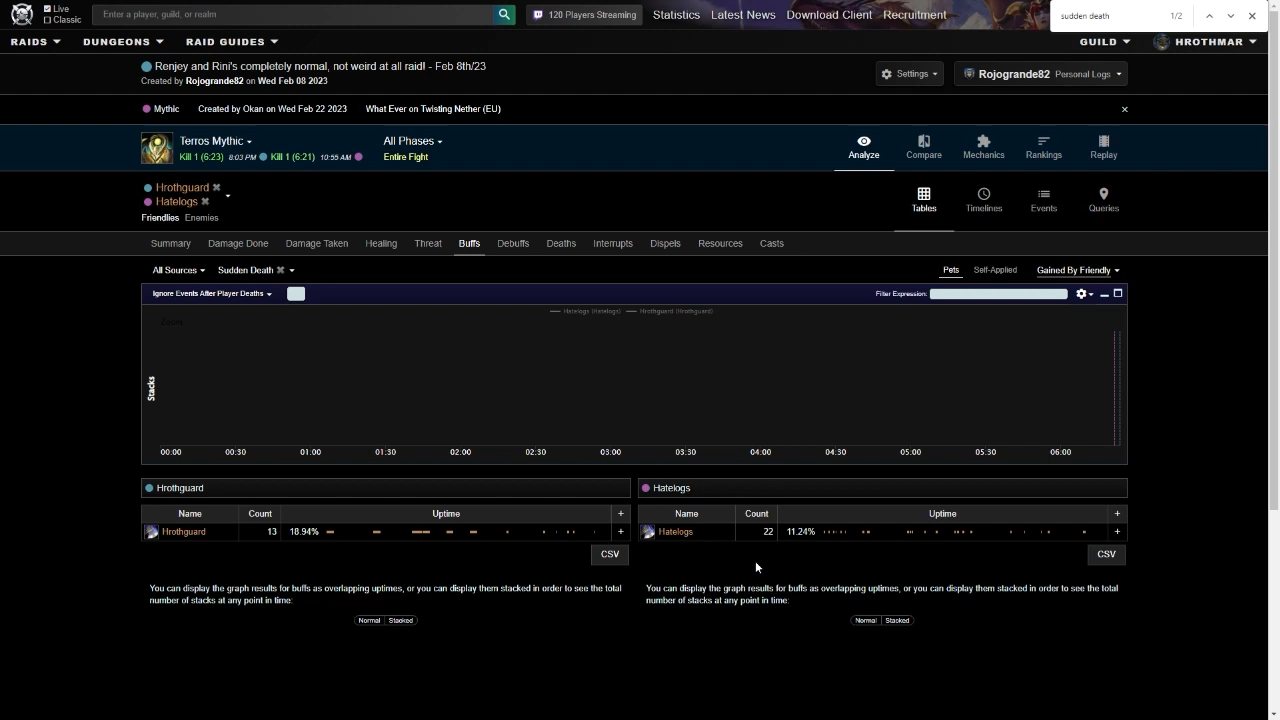 Live
Classic
Enter a player, guild, or realm
120 Players Streaming
Statistics
Latest News
Download Client
Recruitment
sudden death
1/2
RAIDS
DUNGEONS
RAID GUIDES
GUILD
HROTHMAR
Renjey and Rini's completely normal, not weird at all raid! - Feb 8th/23
Created by Rojogrande82 on Wed Feb 08 2023
Settings
Rojogrande82 Personal Logs
Mythic
Created by Okan on Wed Feb 22 2023
What Ever on Twisting Nether (EU)
Terros Mythic
Kill 1 (6:23) 8:03 PM Kill 1 (6:21) 10:55 AM
All Phases
Entire Fight
Analyze
Compare
Mechanics
Rankings
Replay
Hrothguard
Hatelogs
Friendlies Enemies
Tables
Timelines
Events
Queries
Summary
Damage Done
Damage Taken
Healing
Threat
Buffs
Debuffs
Deaths
Interrupts
Dispels
Resources
Casts
All Sources
Sudden Death
Pets
Self-Applied
Gained By Friendly
Ignore Events After Player Deaths
Filter Expression:
Hatelogs (Hatelogs) Hrothguard (Hrothguard)
Zoom
Stacks
00:00 00:30 01:00 01:30 02:00 02:30 03:00 03:30 04:00 04:30 05:00 05:30 06:00
Hrothguard
Name Count Uptime +
Hrothguard 13 18.94% +
CSV
You can display the graph results for buffs as overlapping uptimes, or you can display them stacked in order to see the total
number of stacks at any point in time:
Normal Stacked
Hatelogs
Name Count Uptime +
Hatelogs 22 11.24% +
CSV
You can display the graph results for buffs as overlapping uptimes, or you can display them stacked in order to see the total
number of stacks at any point in time:
Normal Stacked